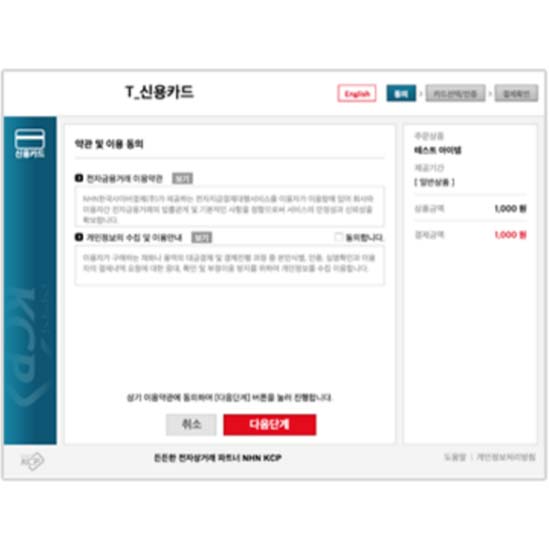 T_신용카드
English
동의
카드선택/인증
결제확인
신용카드
약관 및 이용 동의
전자금융거래 이용약관 보기
NHN한국사이버결제(주)가 제공하는 전자지급결제대행서비스를 이용자가 이용함에 있어 회사와
이용자간 전자금융거래의 법률관계 및 기본적인 사항을 정함으로써 서비스의 안정성과 신뢰성을
확보합니다.
개인정보의 수집 및 이용안내 보기
동의합니다.
이용자가 구매하는 재화나 용역의 대금결제 및 결제진행 과정 중 본인식별, 인증, 실명확인과 이용
자의 결제내역 요청에 대한 응대, 확인 및 부정이용 방지를 위하여 개인정보를 수집 이용합니다.
상기 이용약관에 동의하며 [다음단계] 버튼을 눌러 진행합니다.
취소
다음단계
주문상품
테스트 아이템
제공기간
[ 일반상품 ]
상품금액 1,000 원
결제금액 1,000 원
KCP
KCP
든든한 전자상거래 파트너 NHN KCP
도움말 | 개인정보처리방침